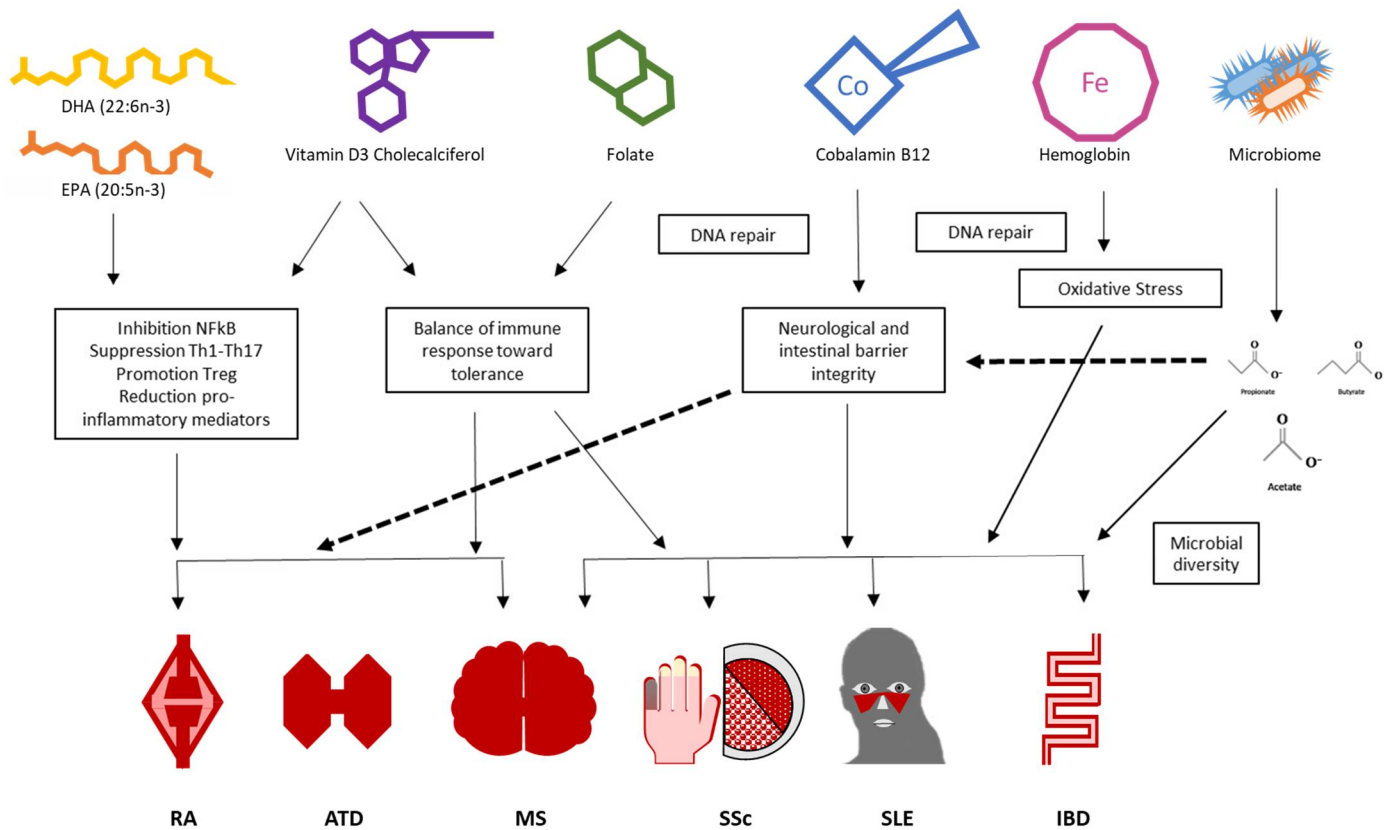 Co
Fe
DHA (22:6n-3)
EPA (20:5n-3)
Vitamin D3 Cholecalciferol
Folate
Cobalamin B12
Hemoglobin
Microbiome
DNA repair
DNA repair
Oxidative Stress
Inhibition NFkB
Suppression Th1-Th17
Promotion Treg
Reduction pro-
inflammatory mediators
Balance of immune
response toward
tolerance
Neurological and
intestinal barrier
integrity
O
O⁻
Propionate
O
O
Butyrate
O
O⁻
Acetate
Microbial
diversity
RA
ATD
MS
SSc
SLE
IBD